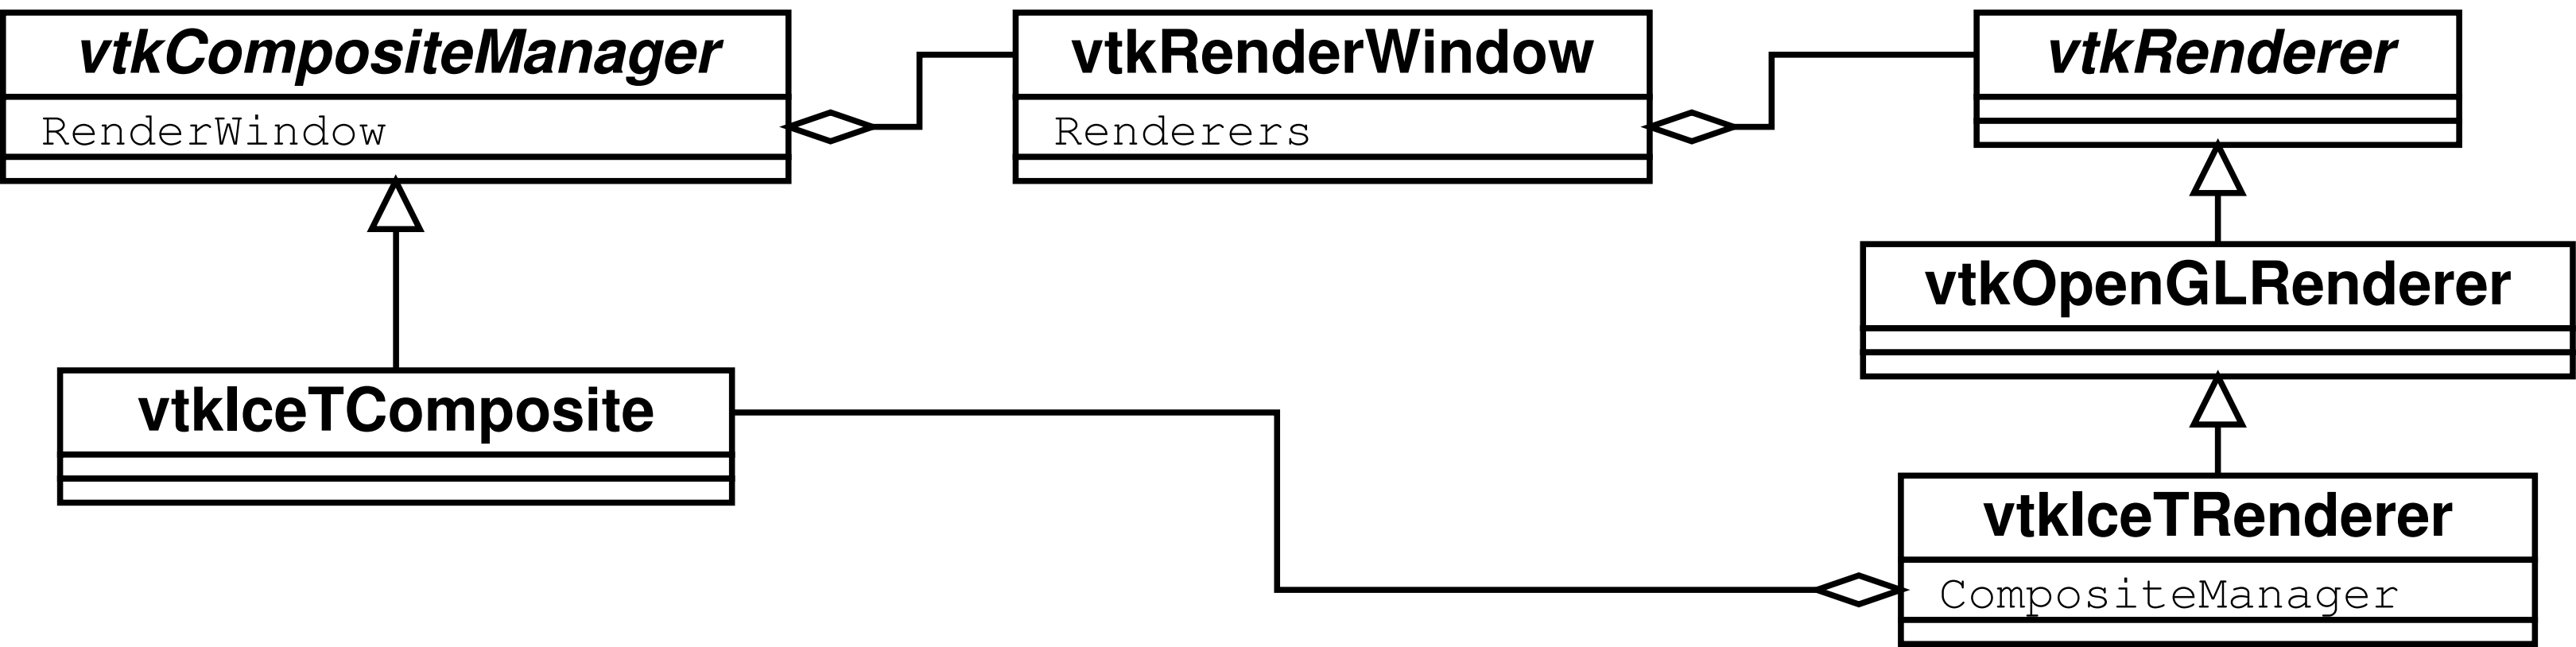 vtkCompositeManager
RenderWindow
vtkRenderWindow
Renderers
vtkRenderer
vtkOpenGLRenderer
vtkIceTComposite
vtkIceTRenderer
CompositeManager